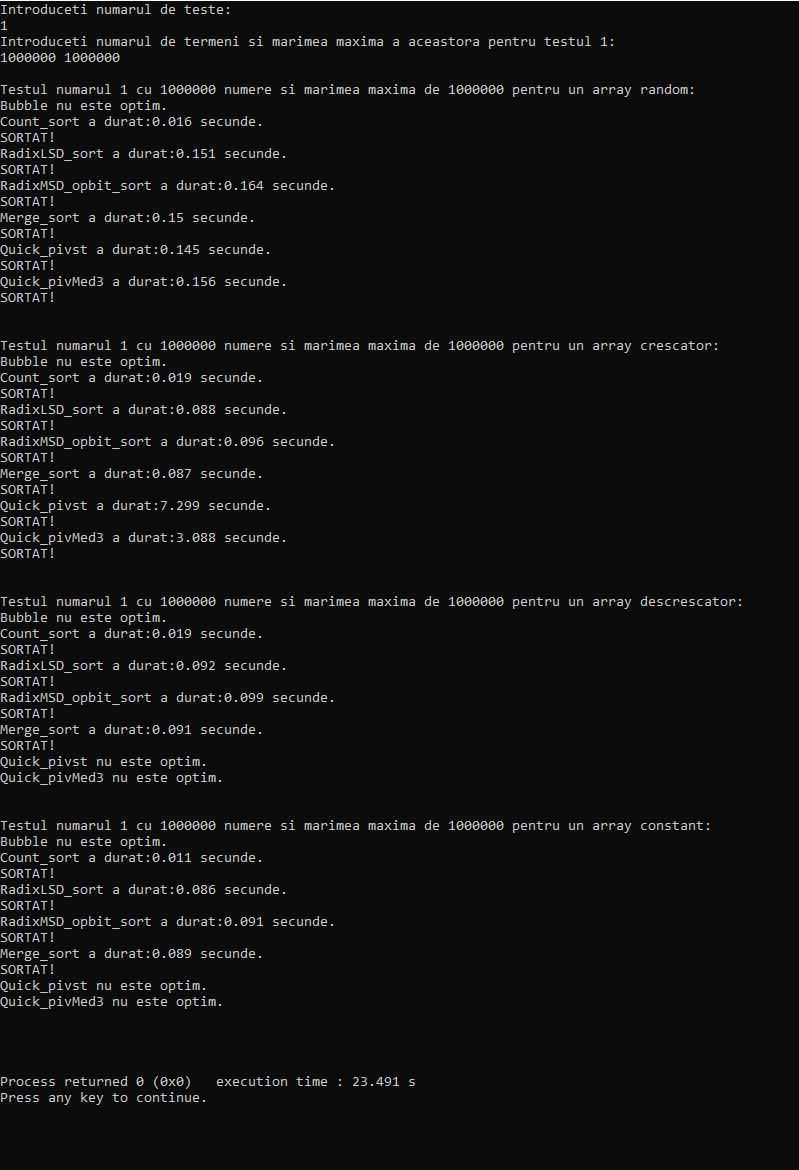 Introduceti numarul de teste:
1
Introduceti numarul de termeni si marimea maxima a aceastora pentru testul 1:
1000000 1000000
Testul numarul 1 cu 1000000 numere si marimea maxima de 1000000 pentru un array random:
Bubble nu este optim.
Count_sort a durat:0.016 secunde.
SORTAT!
RadixLSD_sort a durat:0.151 secunde.
SORTAT!
RadixMSD_opbit_sort a durat:0.164 secunde.
SORTAT!
Merge_sort a durat:0.15 secunde.
SORTAT!
Quick_pivst a durat:0.145 secunde.
SORTAT!
Quick_pivMed3 a durat:0.156 secunde.
SORTAT!
Testul numarul 1 cu 1000000 numere si marimea maxima de 1000000 pentru un array crescator:
Bubble nu este optim.
Count_sort a durat:0.019 secunde.
SORTAT!
RadixLSD_sort a durat:0.088 secunde.
SORTAT!
RadixMSD_opbit_sort a durat:0.096 secunde.
SORTAT!
Merge_sort a durat:0.087 secunde.
SORTAT!
Quick_pivst a durat:7.299 secunde.
SORTAT!
Quick_pivMed3 a durat:3.088 secunde.
SORTAT!
Testul numarul 1 cu 1000000 numere si marimea maxima de 1000000 pentru un array descrescator:
Bubble nu este optim.
Count_sort a durat:0.019 secunde.
SORTAT!
RadixLSD_sort a durat:0.092 secunde.
SORTAT!
RadixMSD_opbit_sort a durat:0.099 secunde.
SORTAT!
Merge_sort a durat:0.091 secunde.
SORTAT!
Quick_pivst nu este optim.
Quick_pivMed3 nu este optim.
Testul numarul 1 cu 1000000 numere si marimea maxima de 1000000 pentru un array constant:
Bubble nu este optim.
Count_sort a durat:0.011 secunde.
SORTAT!
RadixLSD_sort a durat:0.086 secunde.
SORTAT!
RadixMSD_opbit_sort a durat:0.091 secunde.
SORTAT!
Merge_sort a durat:0.089 secunde.
SORTAT!
Quick_pivst nu este optim.
Quick_pivMed3 nu este optim.
Process returned 0 (0x0)   execution time : 23.491 s
Press any key to continue.